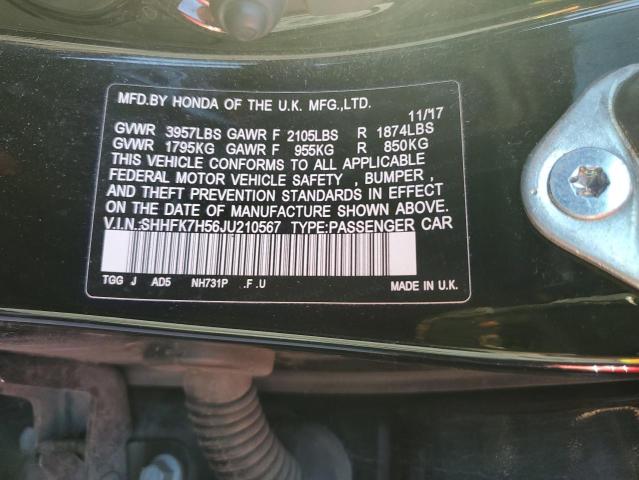 MFD.BY HONDA OF THE U.K. MFG.,LTD.
11/17
GVWR 3957LBS GAWR F 2105LBS R 1874LBS
GVWR 1795KG GAWR F 955KG R 850KG
THIS VEHICLE CONFORMS TO ALL APPLICABLE
FEDERAL MOTOR VEHICLE SAFETY , BUMPER ,
AND THEFT PREVENTION STANDARDS IN EFFECT
ON THE DATE OF MANUFACTURE SHOWN ABOVE.
V.I.N:SHHFK7H56JU210567 TYPE:PASSENGER CAR
TGG J AD5 NH731P .F .U MADE IN U.K.